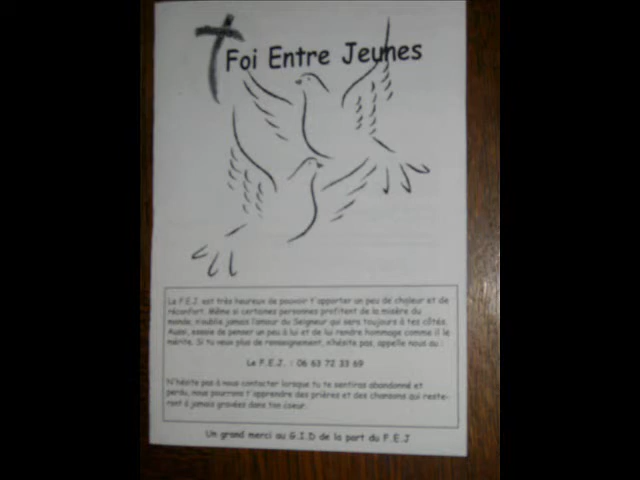 Foi Entre Jeunes
Le F.E.J. est très heureux de pouvoir t'apporter un peu de chaleur et de
réconfort. Même si certaines personnes profitent de la misère du
monde, n'oublie jamais l'amour du Seigneur qui sera toujours à tes côtés.
Aussi, essaie de penser un peu à lui et de lui rendre hommage comme il le
mérite. Si tu veux plus de renseignement, n'hésite pas, appelle nous au :
Le F.E.J. : 06 63 72 33 69
N'hésite pas à nous contacter lorsque tu te sentiras abandonné et
perdu, nous pourrons t'apprendre des prières et des chansons qui reste-
ront à jamais gravées dans ton coeur.
Un grand merci au G.I.D de la part du F.E.J